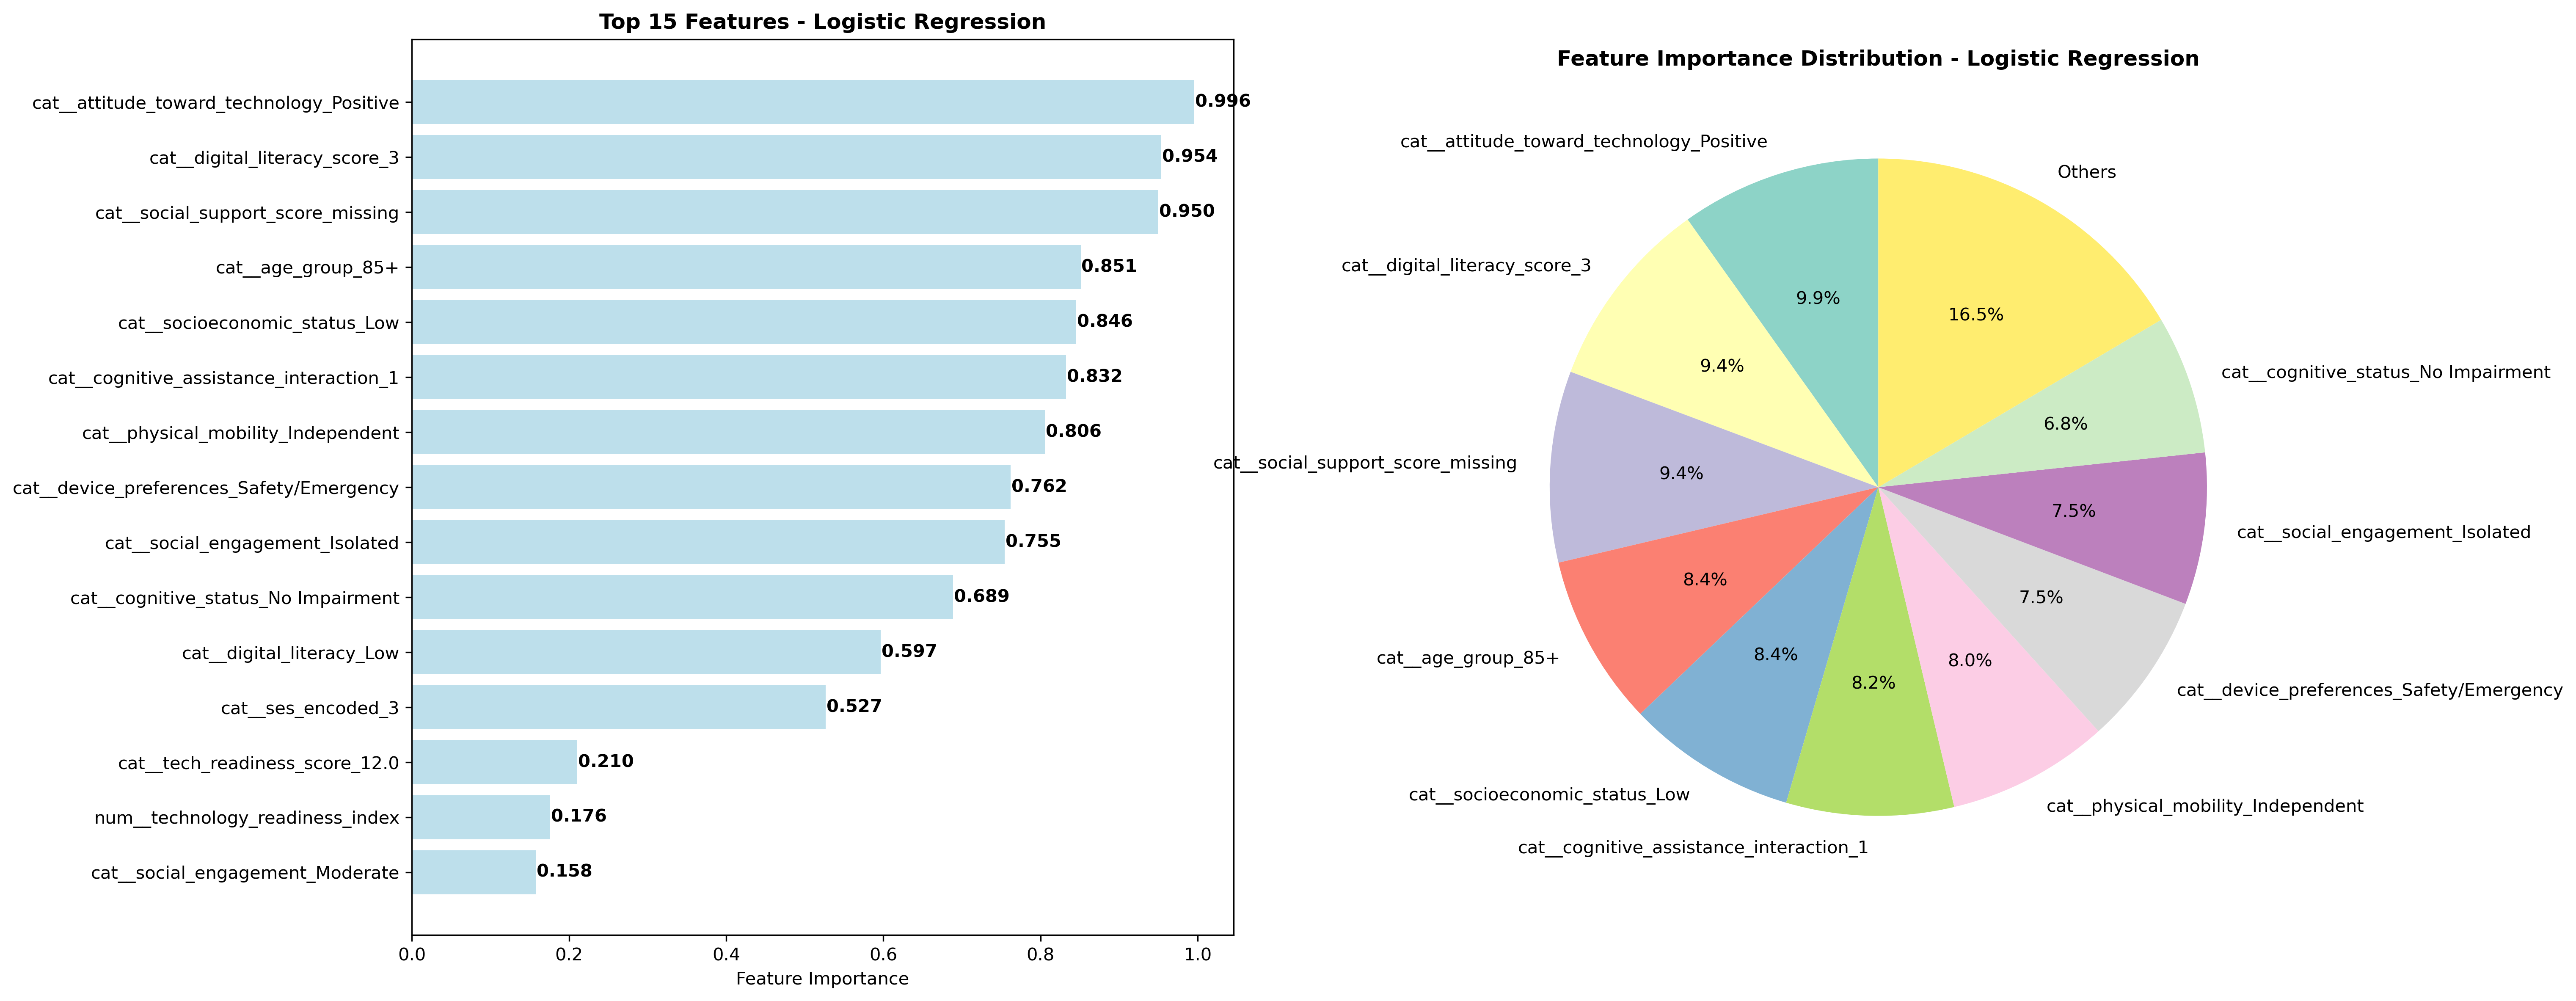 Top 15 Features - Logistic Regression
cat__attitude_toward_technology_Positive
0.996
cat__digital_literacy_score_3
0.954
cat__social_support_score_missing
0.950
cat__age_group_85+
0.851
cat__socioeconomic_status_Low
0.846
cat__cognitive_assistance_interaction_1
0.832
cat__physical_mobility_Independent
0.806
cat__device_preferences_Safety/Emergency
0.762
cat__social_engagement_Isolated
0.755
cat__cognitive_status_No Impairment
0.689
cat__digital_literacy_Low
0.597
cat__ses_encoded_3
0.527
cat__tech_readiness_score_12.0
0.210
num__technology_readiness_index
0.176
cat__social_engagement_Moderate
0.158
0.0 0.2 0.4 0.6 0.8 1.0
Feature Importance
Feature Importance Distribution - Logistic Regression
cat__attitude_toward_technology_Positive
9.9%
cat__digital_literacy_score_3
9.4%
cat__social_support_score_missing
9.4%
cat__age_group_85+
8.4%
cat__socioeconomic_status_Low
8.4%
cat__cognitive_assistance_interaction_1
8.2%
cat__physical_mobility_Independent
8.0%
cat__device_preferences_Safety/Emergency
7.5%
cat__social_engagement_Isolated
7.5%
cat__cognitive_status_No Impairment
6.8%
Others
16.5%